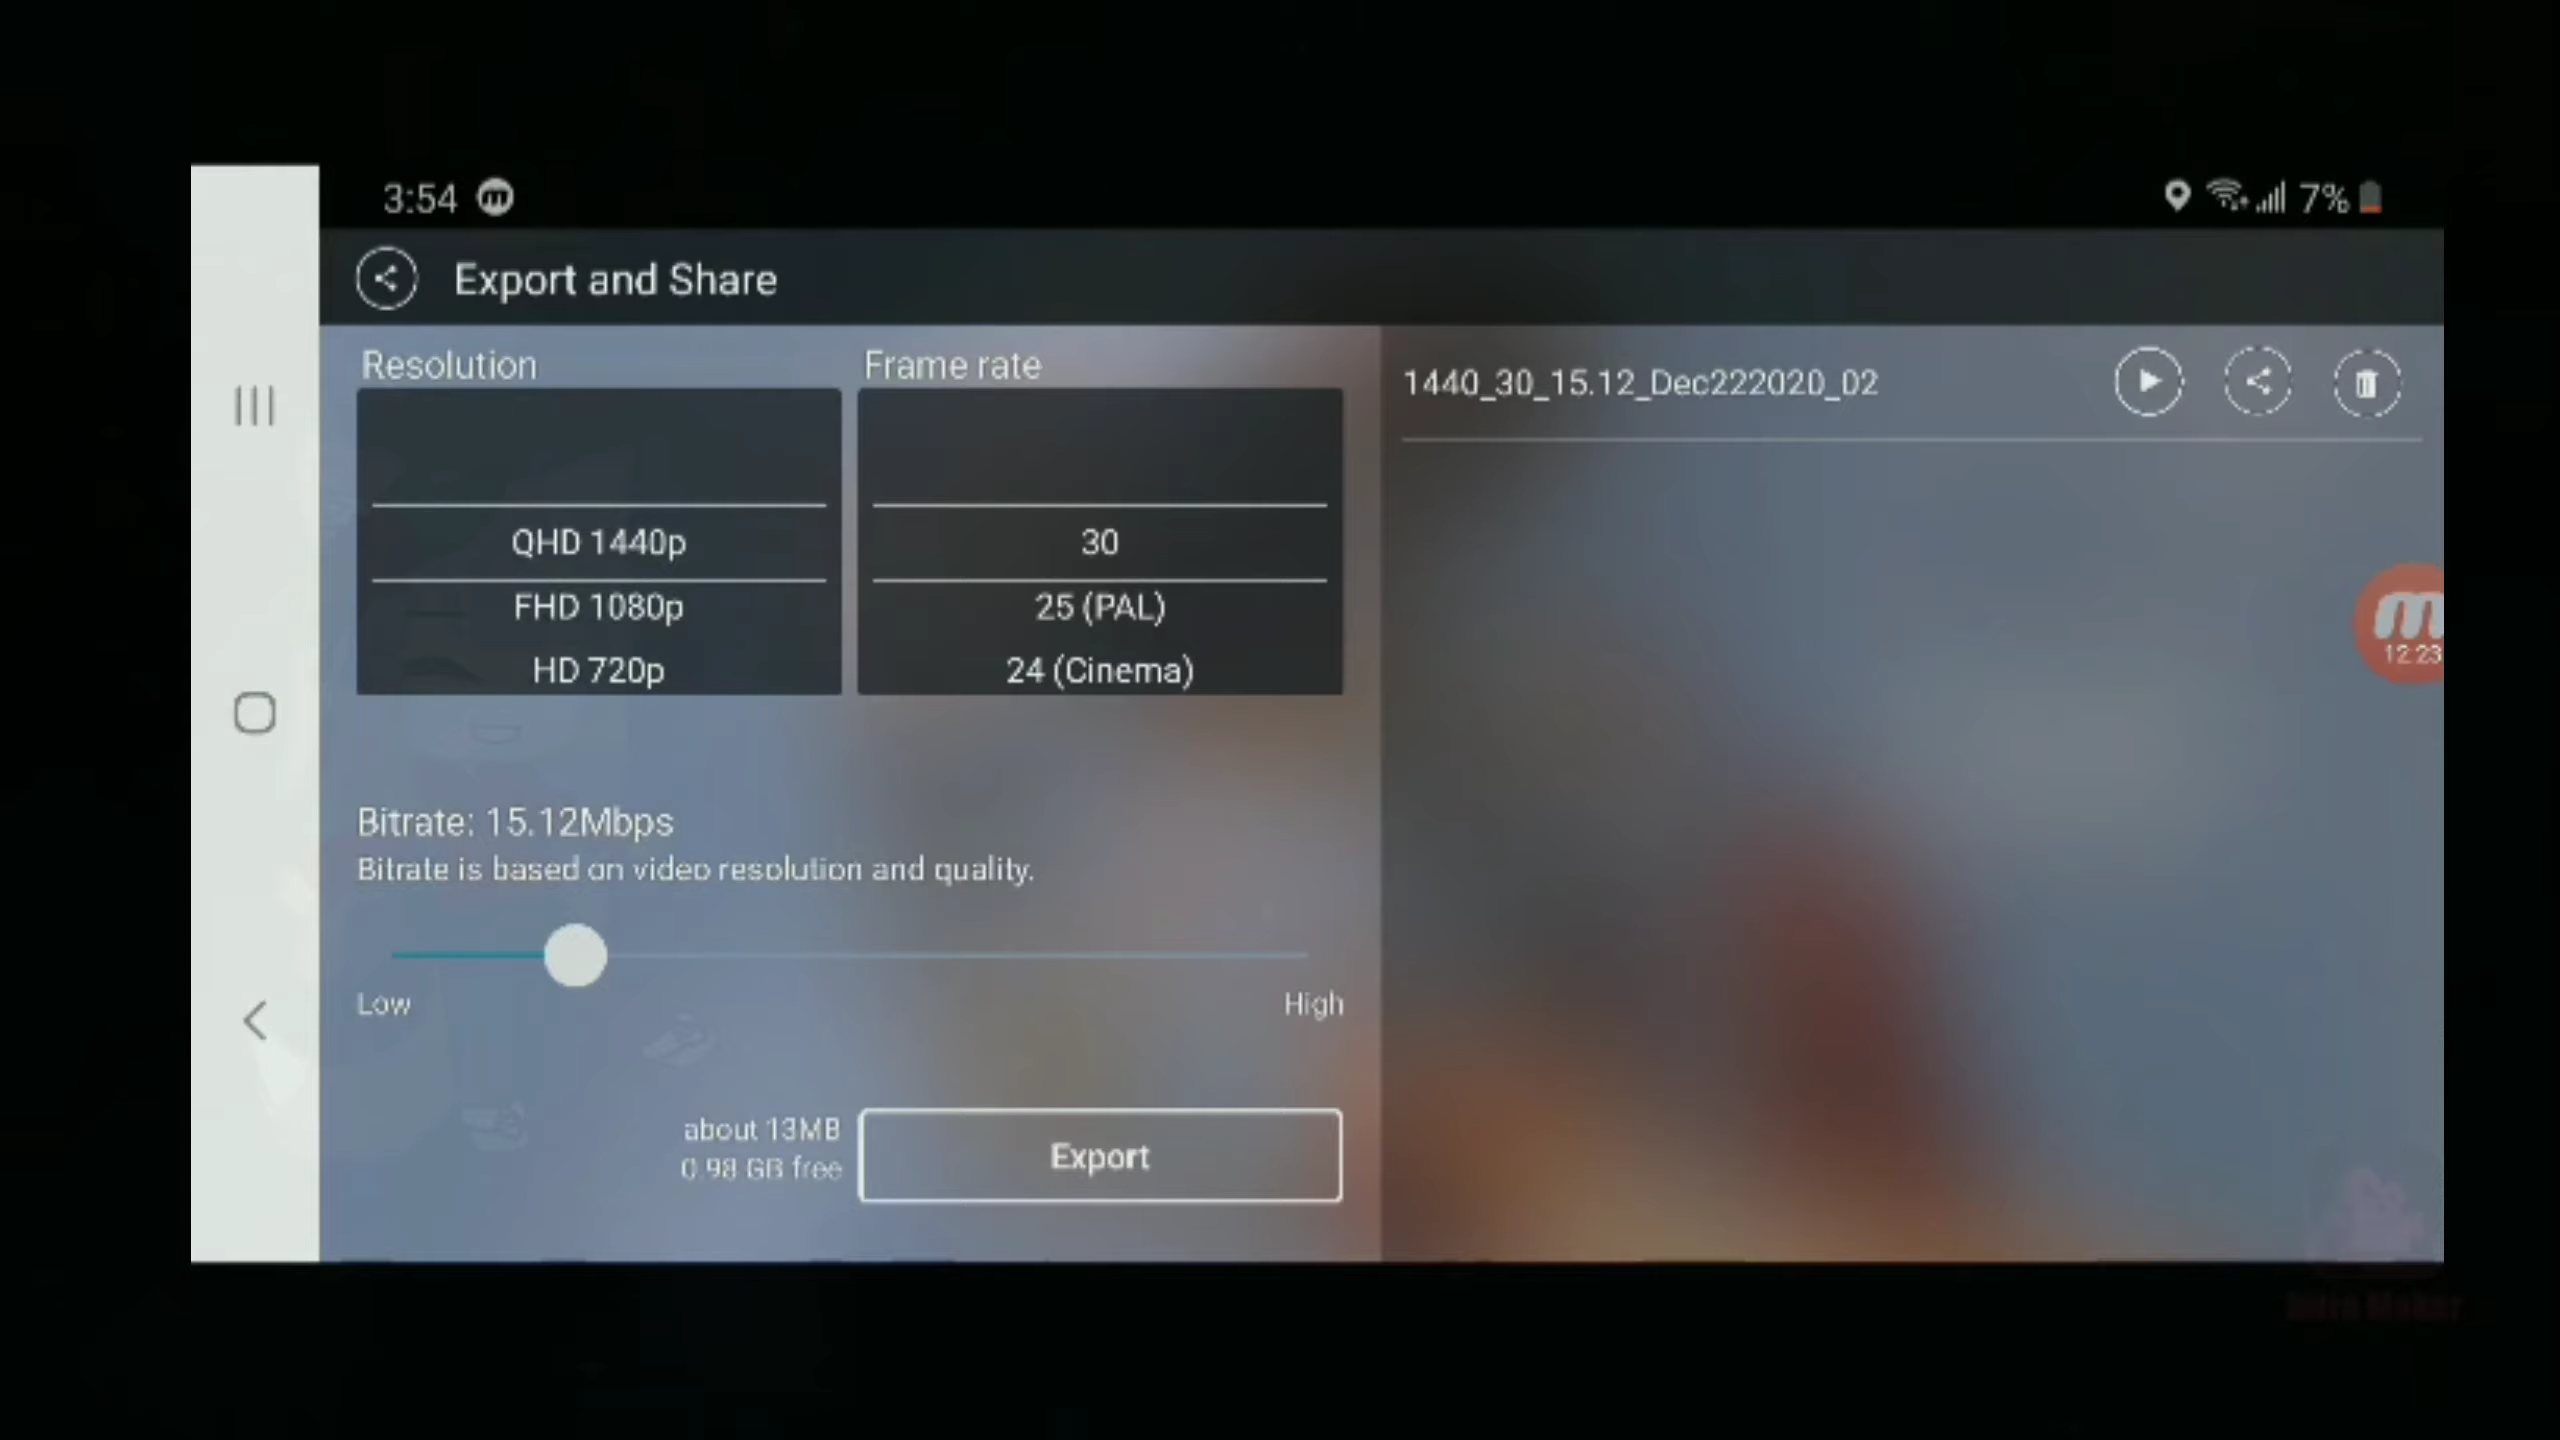 3:54
7%
Export and Share
Resolution
Frame rate
QHD 1440p
FHD 1080p
HD 720p
30
25 (PAL)
24 (Cinema)
1440_30_15.12_Dec222020_02
12:23
Bitrate: 15.12Mbps
Bitrate is based on video resolution and quality.
Low
High
about 13MB
0.98 GB free
Export